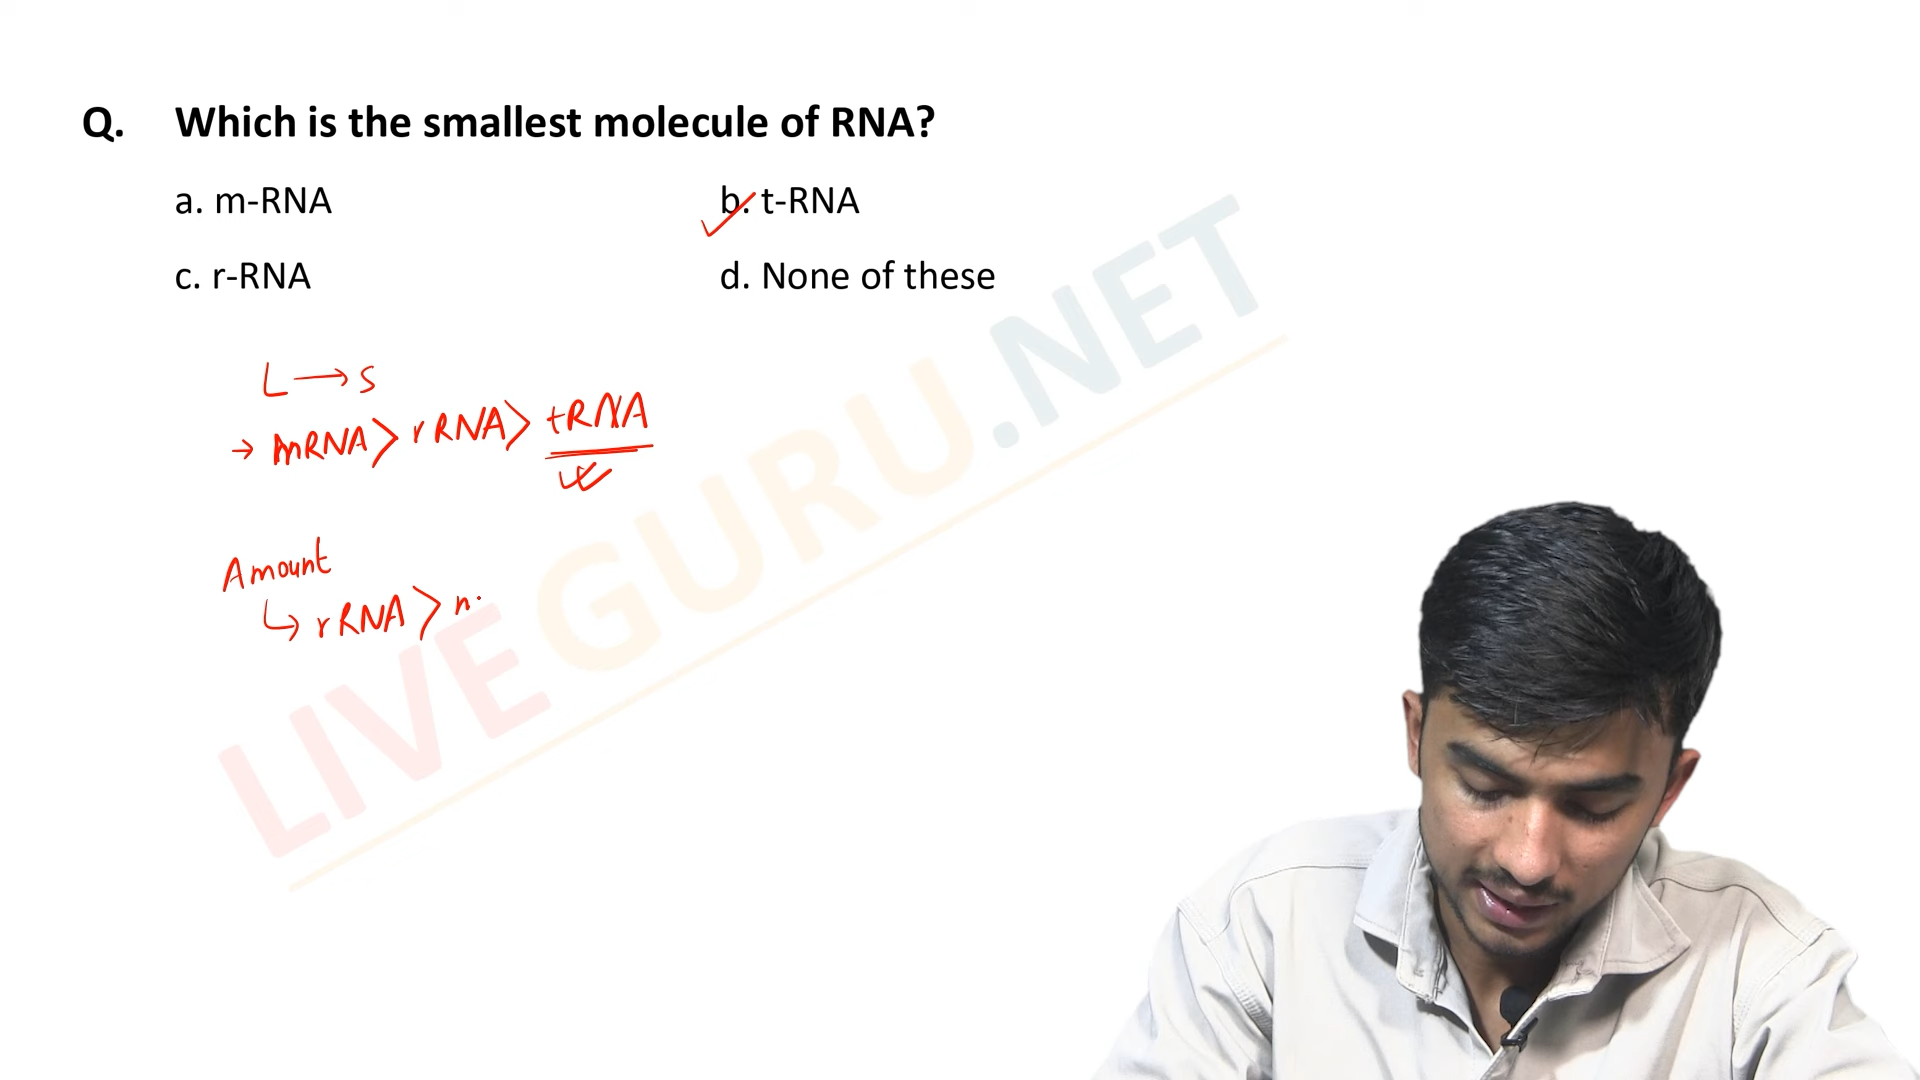 Q. Which is the smallest molecule of RNA?
a. m-RNA b. t-RNA
c. r-RNA d. None of these
L → S
→ mRNA > rRNA > tRNA
Amount
↳ rRNA >
LIVEGURU.NET